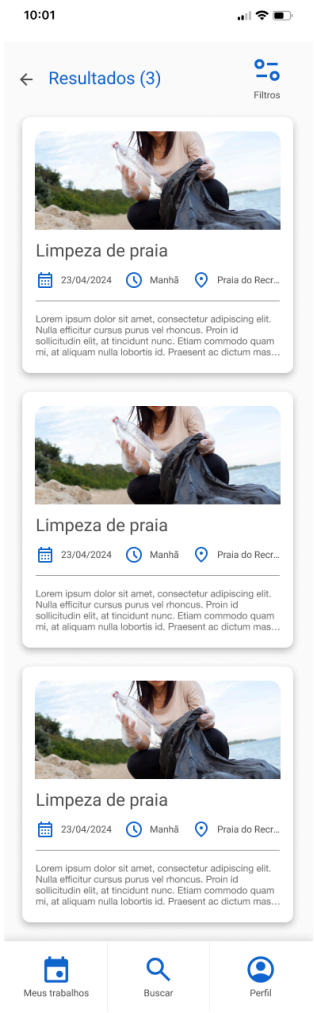 10:01
Resultados (3)
Filtros
Limpeza de praia
23/04/2024 Manhã Praia do Recr...
Lorem ipsum dolor sit amet, consectetur adipiscing elit.
Nulla efficitur cursus purus vel rhoncus. Proin id
sollicitudin elit, at tincidunt nunc. Etiam commodo quam
mi, at aliquam nulla lobortis id. Praesent ac dictum mas...
Limpeza de praia
23/04/2024 Manhã Praia do Recr...
Lorem ipsum dolor sit amet, consectetur adipiscing elit.
Nulla efficitur cursus purus vel rhoncus. Proin id
sollicitudin elit, at tincidunt nunc. Etiam commodo quam
mi, at aliquam nulla lobortis id. Praesent ac dictum mas...
Limpeza de praia
23/04/2024 Manhã Praia do Recr...
Lorem ipsum dolor sit amet, consectetur adipiscing elit.
Nulla efficitur cursus purus vel rhoncus. Proin id
sollicitudin elit, at tincidunt nunc. Etiam commodo quam
mi, at aliquam nulla lobortis id. Praesent ac dictum mas...
Meus trabalhos Buscar Perfil